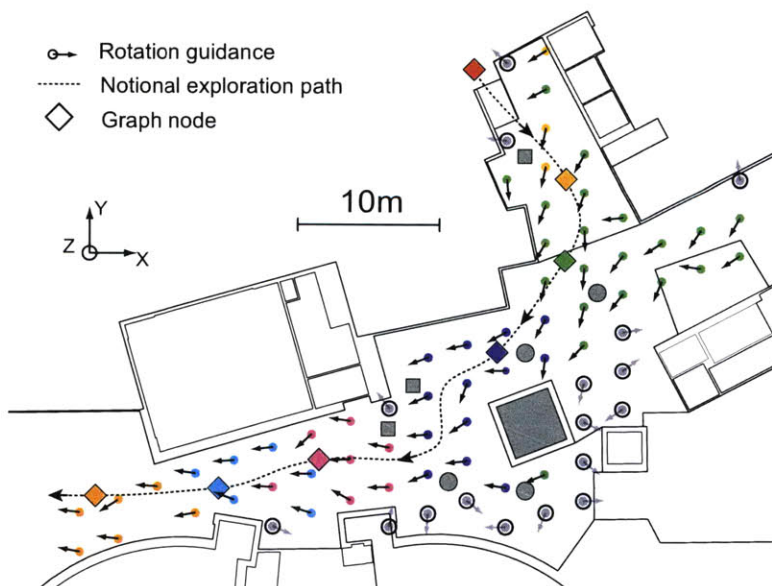 Rotation guidance
Notional exploration path
Graph node
10m
Y
Z
X